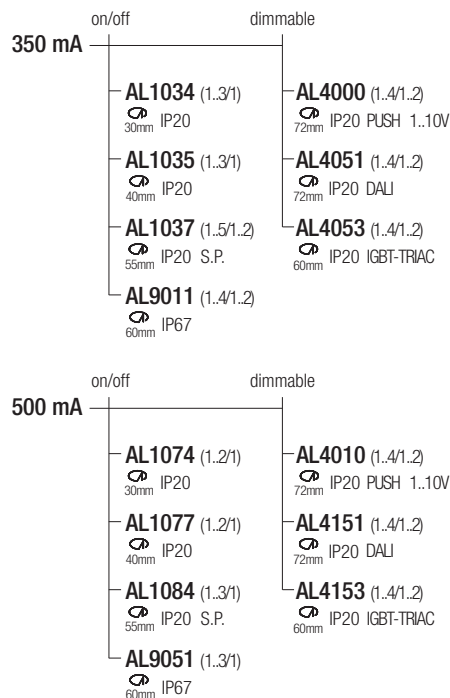 on/off dimmable
350 mA
AL1034 (1..3/1)
30mm IP20
AL1035 (1..3/1)
40mm IP20
AL1037 (1..5/1..2)
55mm IP20 S.P.
AL9011 (1..4/1..2)
60mm IP67
AL4000 (1..4/1..2)
72mm IP20 PUSH 1..10V
AL4051 (1..4/1..2)
72mm IP20 DALI
AL4053 (1..4/1..2)
60mm IP20 IGBT-TRIAC
on/off dimmable
500 mA
AL1074 (1..2/1)
30mm IP20
AL1077 (1..2/1)
40mm IP20
AL1084 (1..3/1)
55mm IP20 S.P.
AL9051 (1..3/1)
60mm IP67
AL4010 (1..4/1..2)
72mm IP20 PUSH 1..10V
AL4151 (1..4/1..2)
72mm IP20 DALI
AL4153 (1..4/1..2)
60mm IP20 IGBT-TRIAC